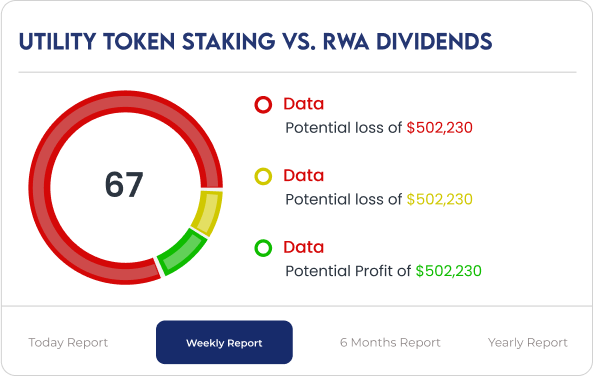 UTILITY TOKEN STAKING VS. RWA DIVIDENDS
67
Data
Potential loss of $502,230
Data
Potential loss of $502,230
Data
Potential Profit of $502,230
Today Report
Weekly Report
6 Months Report
Yearly Report